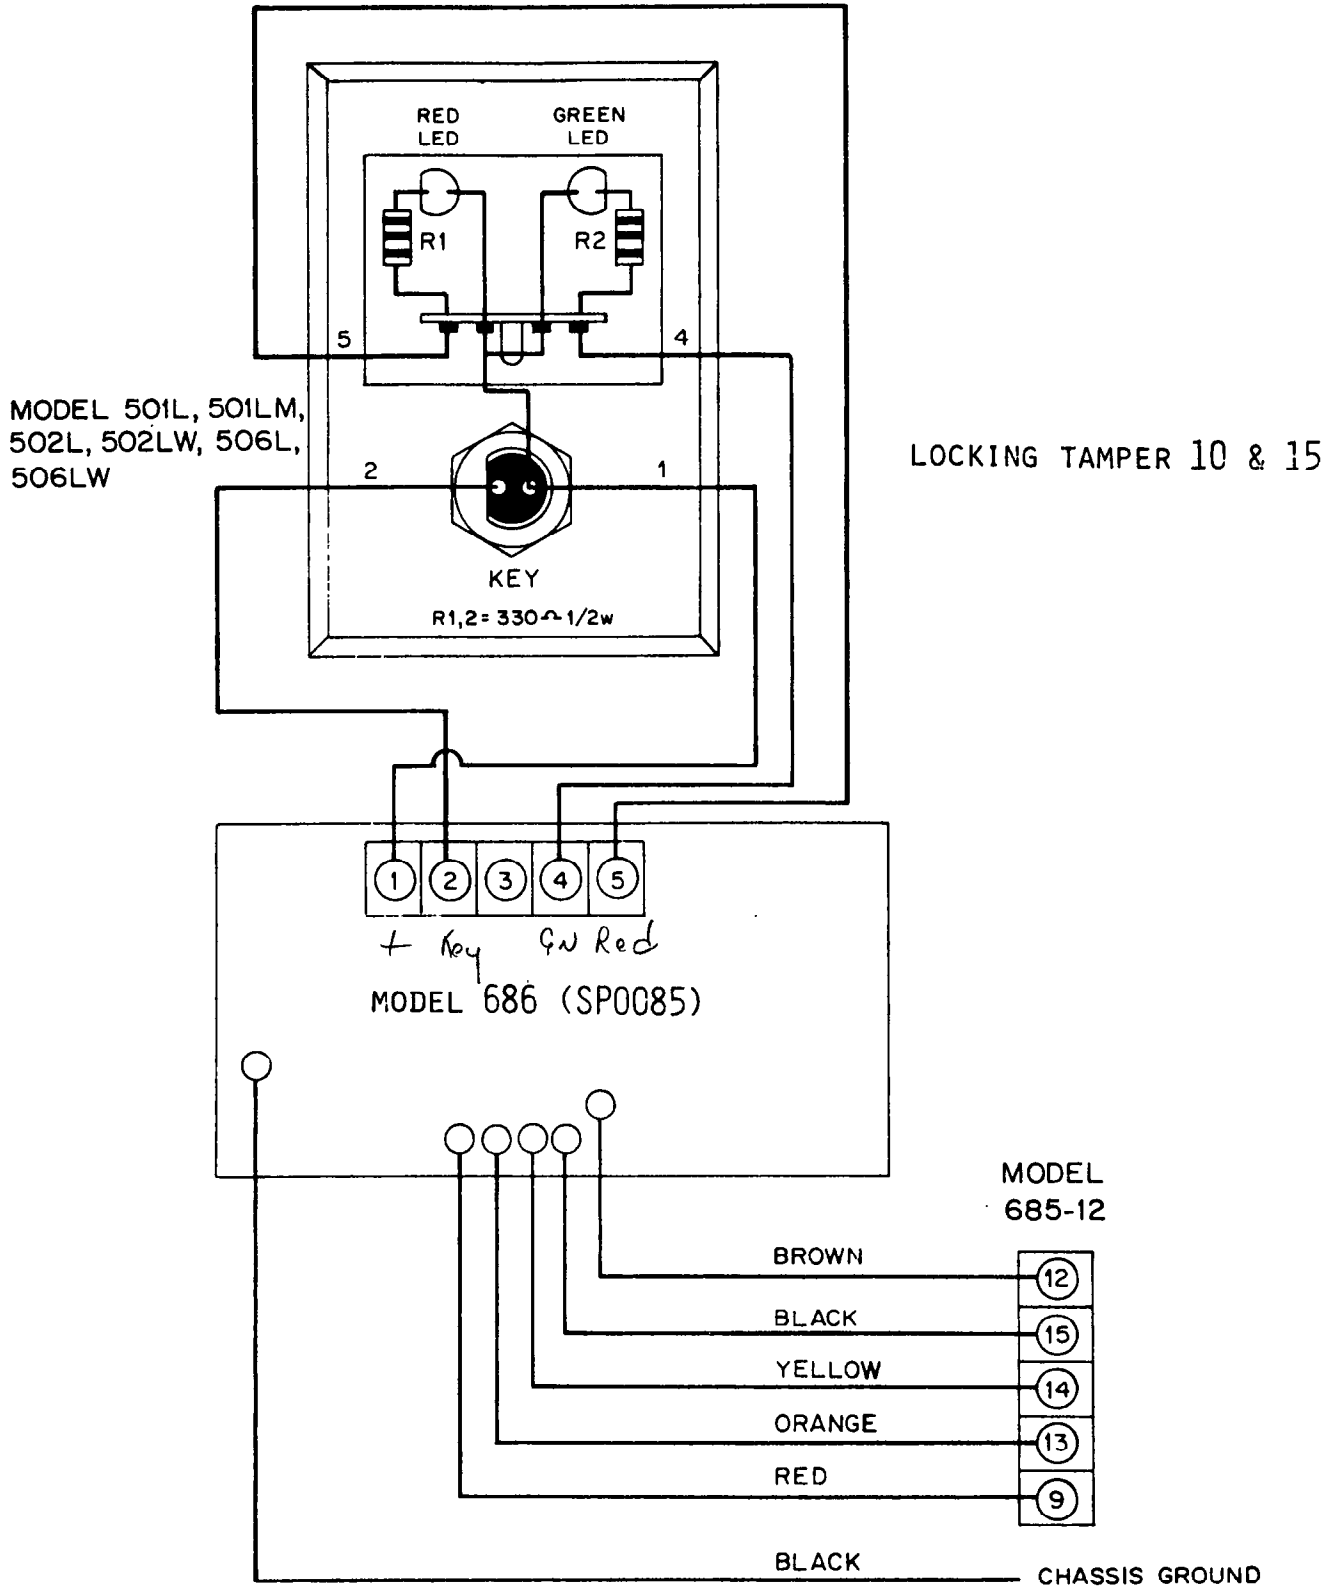 RED
LED
GREEN
LED
R1
R2
5
4
MODEL 501L, 501LM,
502L, 502LW, 506L,
506LW
LOCKING TAMPER 10 & 15
2
1
KEY
R1,2=330Ω 1/2W
1 2 3 4 5
+ Key GN Red
MODEL 686 (SP0085)
MODEL
685-12
BROWN
12
BLACK
15
YELLOW
14
ORANGE
13
RED
9
BLACK
CHASSIS GROUND